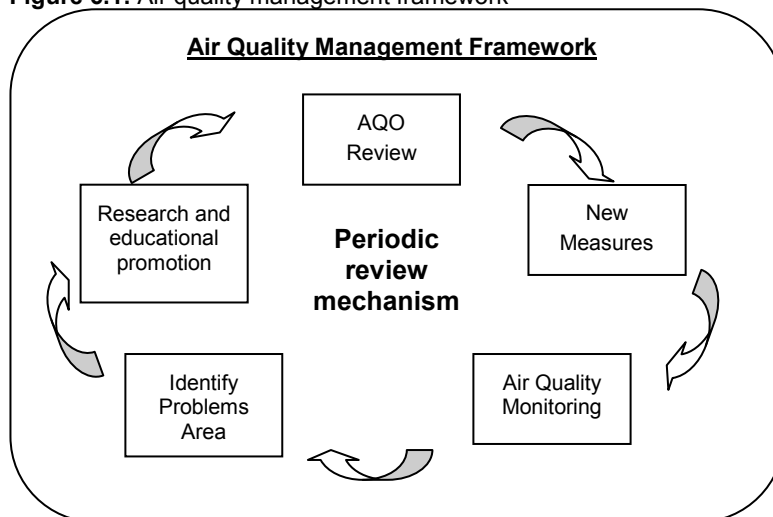 Figure 6.1: Air quality management framework
Air Quality Management Framework
AQO
Review
New
Measures
Air Quality
Monitoring
Identify
Problems
Area
Research and
educational
promotion
Periodic
review
mechanism